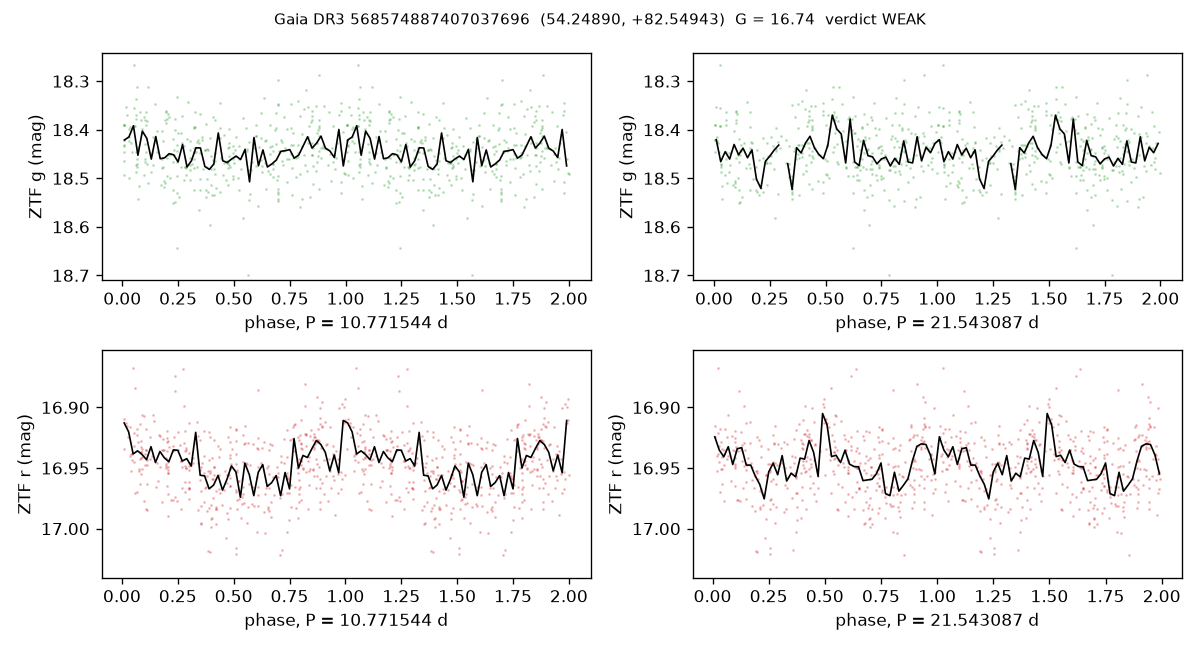 Gaia DR3 568574887407037696 (54.24890, +82.54943) G = 16.74 verdict WEAK
ZTF g (mag)
18.3
18.4
18.5
18.6
18.7
0.00 0.25 0.50 0.75 1.00 1.25 1.50 1.75 2.00
phase, P = 10.771544 d
ZTF g (mag)
18.3
18.4
18.5
18.6
18.7
0.00 0.25 0.50 0.75 1.00 1.25 1.50 1.75 2.00
phase, P = 21.543087 d
ZTF r (mag)
16.90
16.95
17.00
0.00 0.25 0.50 0.75 1.00 1.25 1.50 1.75 2.00
phase, P = 10.771544 d
ZTF r (mag)
16.90
16.95
17.00
0.00 0.25 0.50 0.75 1.00 1.25 1.50 1.75 2.00
phase, P = 21.543087 d